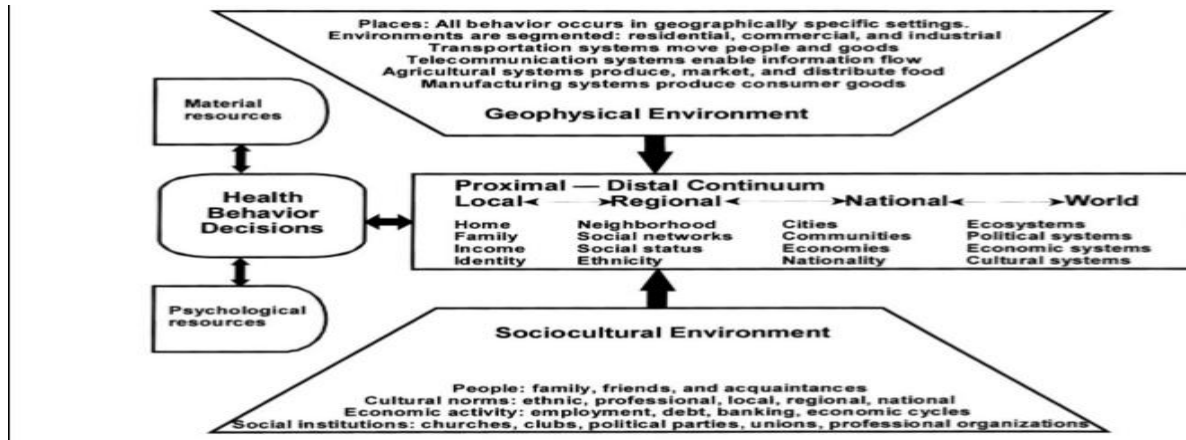 Places: All behavior occurs in geographically specific settings.
Environments are segmented: residential, commercial, and industrial
Transportation systems move people and goods
Telecommunication systems enable information flow
Agricultural systems produce, market, and distribute food
Manufacturing systems produce consumer goods
Geophysical Environment
Material
resources
Health
Behavior
Decisions
Psychological
resources
Proximal — Distal Continuum
Local Regional National World
Home Neighborhood Cities Ecosystems
Family Social networks Communities Political systems
Income Social status Economies Economic systems
Identity Ethnicity Nationality Cultural systems
Sociocultural Environment
People: family, friends, and acquaintances
Cultural norms: ethnic, professional, local, regional, national
Economic activity: employment, debt, banking, economic cycles
Social institutions: churches, clubs, political parties, unions, professional organizations